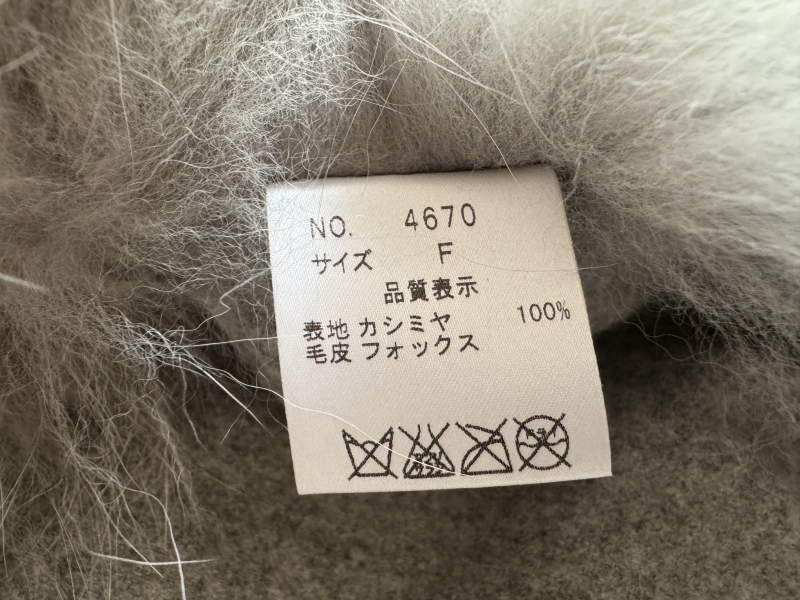 NO. 4670
サイズ F
品質表示
表地 カシミヤ 100%
毛皮 フォックス